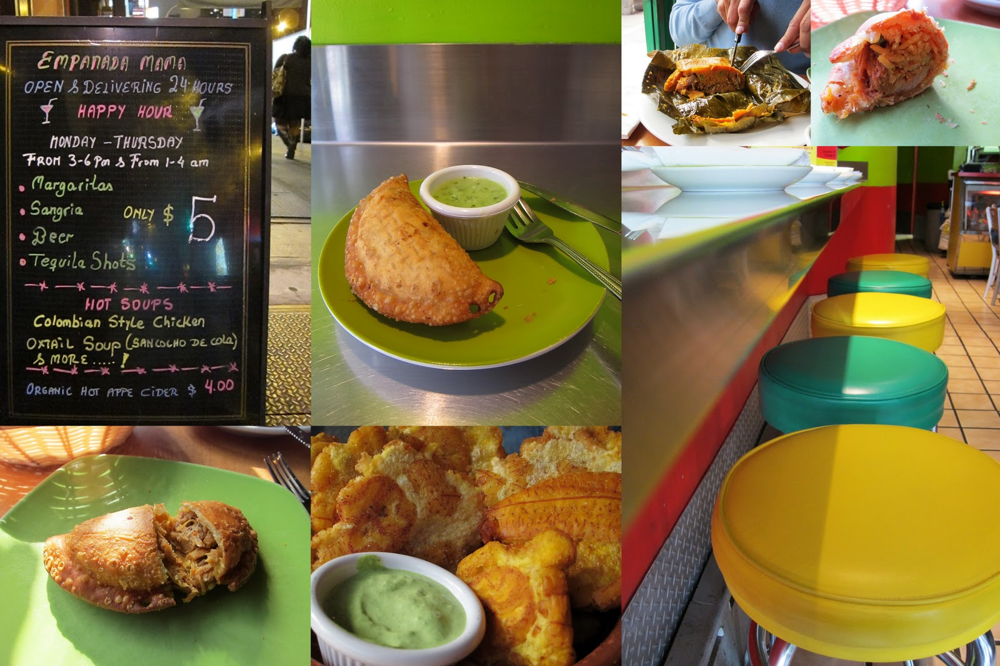 EMPANADA MAMA
OPEN & DELIVERING 24 HOURS
HAPPY HOUR
MONDAY - THURSDAY
FROM 3-6 Pm & From 1-4 am
• Margaritas
• Sangria
ONLY $ 5
• Beer
• Tequila Shots
HOT SOUPS
Colombian Style Chicken
OXTAIL Soup (SANCOCHO DE COLA)
& MORE.....!
ORGANIC HOT APPE CIDER $ 4.00